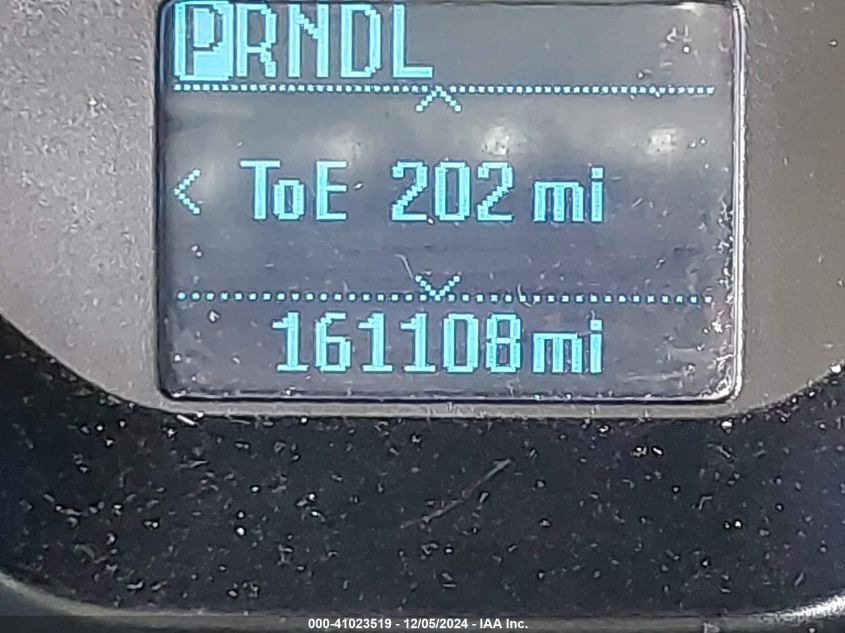 PRNDL
< ToE 202 mi
161108mi
000-41023519 - 12/05/2024 - IAA Inc.